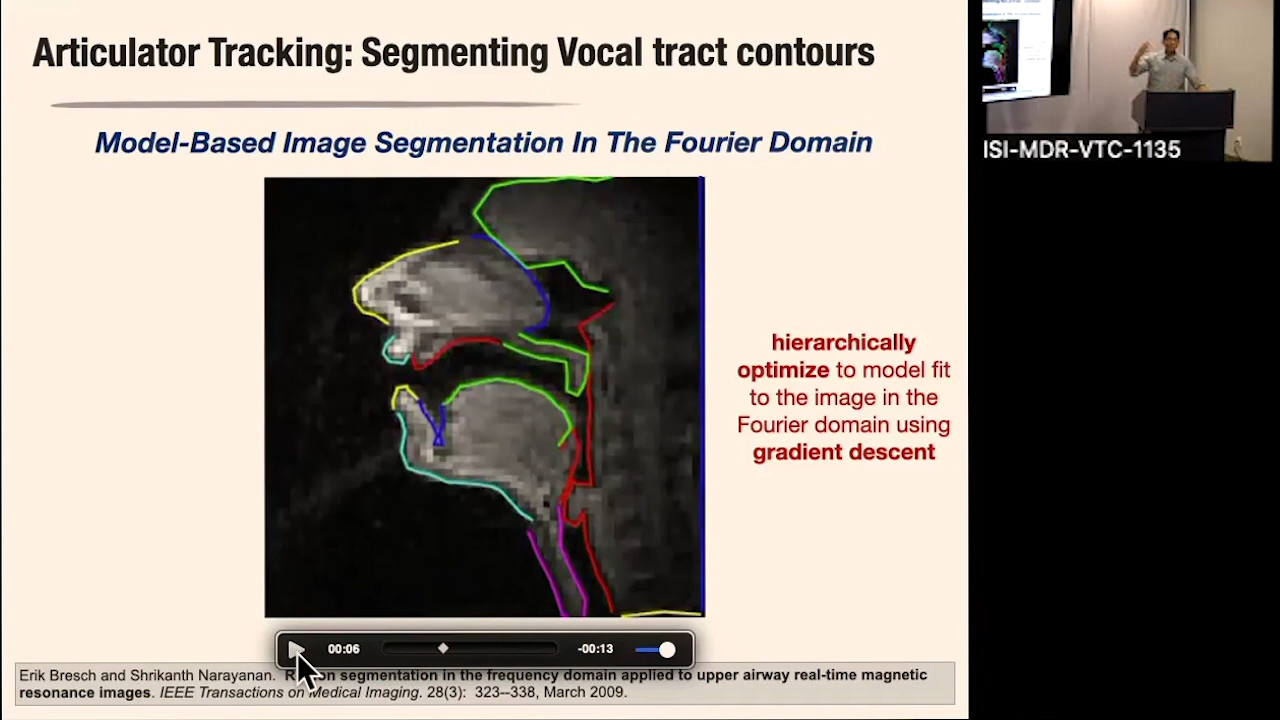 Articulator Tracking: Segmenting Vocal tract contours
Model-Based Image Segmentation In The Fourier Domain
hierarchically
optimize to model fit
to the image in the
Fourier domain using
gradient descent
00:06
-00:13
Erik Bresch and Shrikanth Narayanan. on segmentation in the frequency domain applied to upper airway real-time magnetic
resonance images. IEEE Transactions on Medical Imaging. 28(3): 323--338, March 2009.
ISI-MDR-VTC-1135